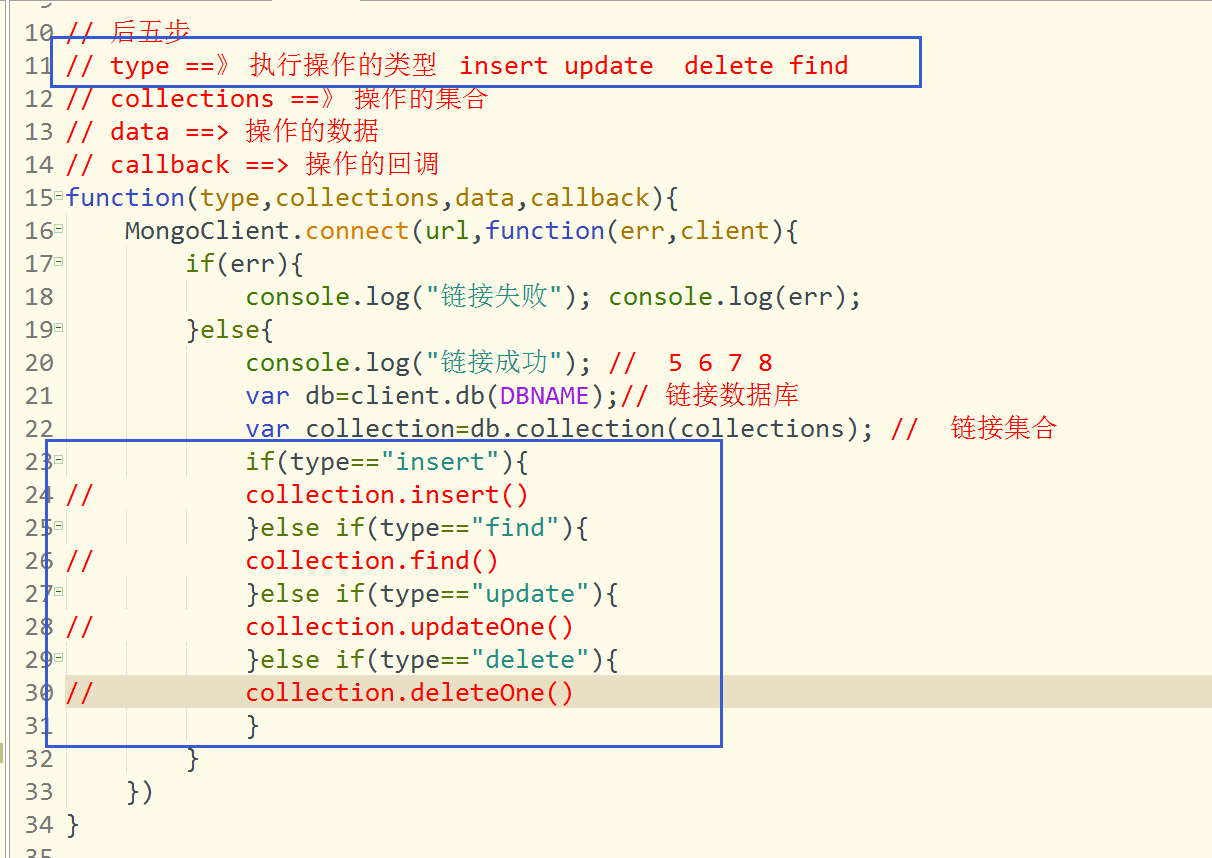 10 // 后五步
11 // type ==》 执行操作的类型 insert update delete find
12 // collections ==》 操作的集合
13 // data ==> 操作的数据
14 // callback ==> 操作的回调
15 function(type,collections,data,callback){
16 MongoClient.connect(url,function(err,client){
17 if(err){
18 console.log("链接失败"); console.log(err);
19 }else{
20 console.log("链接成功"); // 5 6 7 8
21 var db=client.db(DBNAME);// 链接数据库
22 var collection=db.collection(collections); // 链接集合
23 if(type=="insert"){
24 // collection.insert()
25 }else if(type=="find"){
26 // collection.find()
27 }else if(type=="update"){
28 // collection.updateOne()
29 }else if(type=="delete"){
30 // collection.deleteOne()
31 }
32 }
33 })
34 }
35